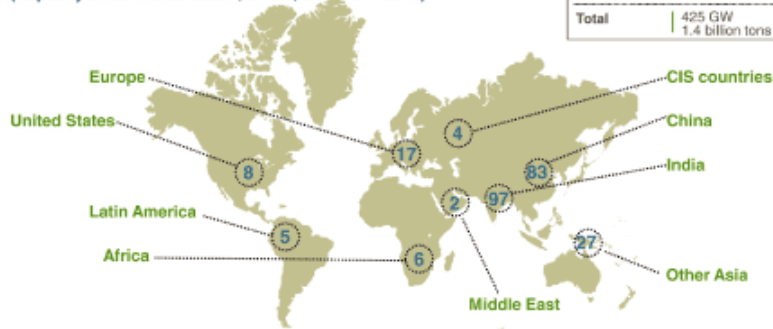 Total
425 GW
1.4 billion tons
Europe
CIS countries
United States
4
China
17
8
83
India
2
97
Latin America
5
27
Africa
6
Other Asia
Middle East